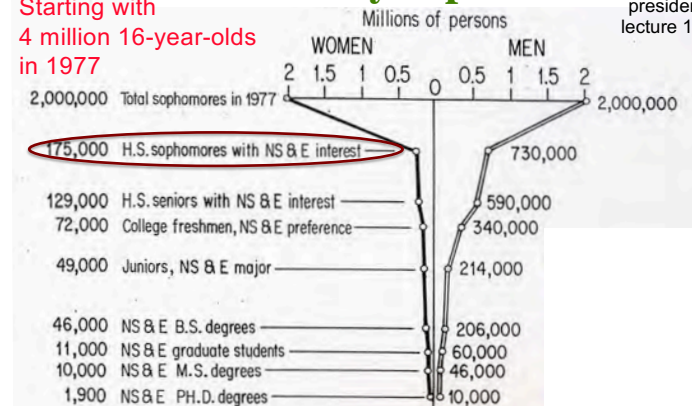 Starting with
4 million 16-year-olds
in 1977
lecture 1
Millions of persons
WOMEN MEN
2 1.5 1 0.5 0 0.5 1 1.5 2
2,000,000 Total sophomores in 1977 2,000,000
175,000 H.S. sophomores with NS & E interest 730,000
129,000 H.S. seniors with NS & E interest 590,000
72,000 College freshmen, NS & E preference 340,000
49,000 Juniors, NS & E major 214,000
46,000 NS & E B.S. degrees 206,000
11,000 NS & E graduate students 60,000
10,000 NS & E M.S. degrees 46,000
1,900 NS & E PH.D. degrees 10,000